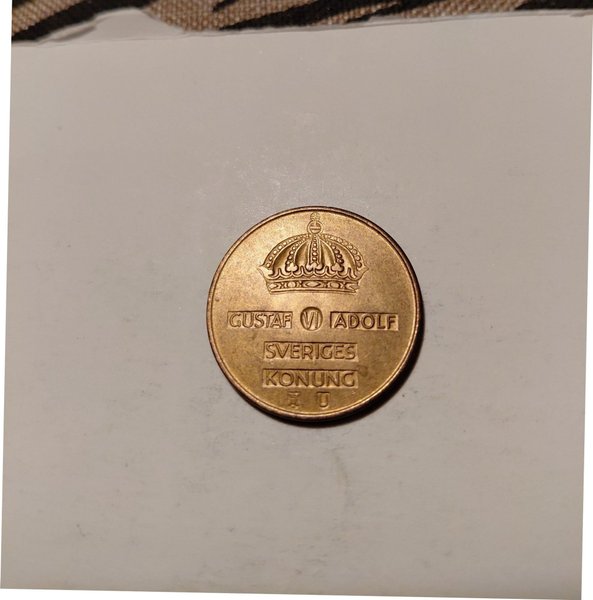 GUSTAF VI ADOLF
SVERIGES
KONUNG
U